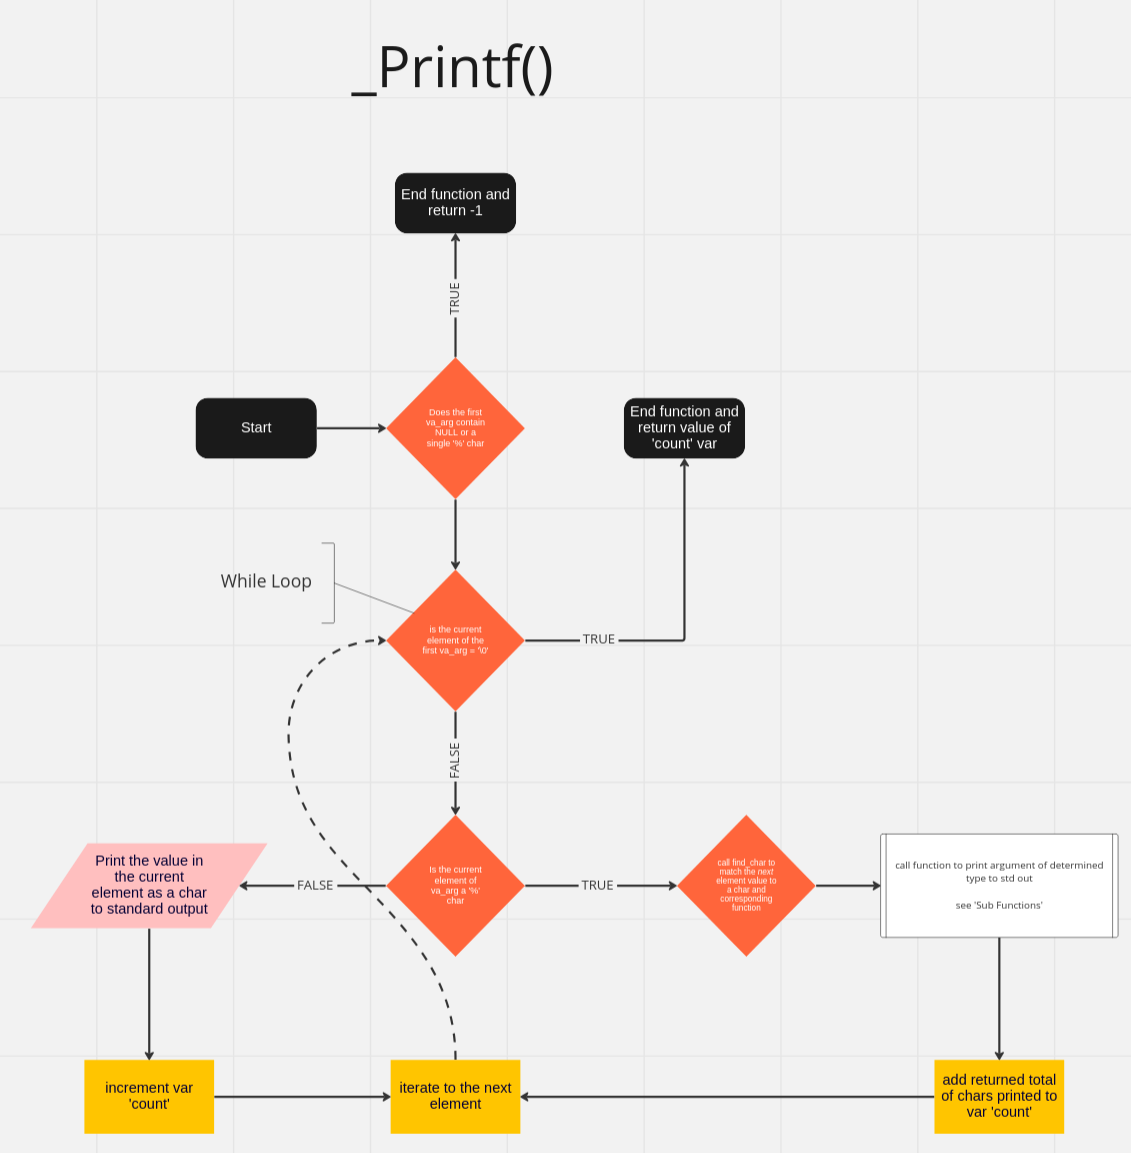 _Printf()
End function and
return -1
TRUE
Start
Does the first
va_arg contain
NULL or a
single '%' char
End function and
return value of
'count' var
While Loop
is the current
element of the
first va_arg = '\0'
TRUE
FALSE
Print the value in
the current
element as a char
to standard output
FALSE
Is the current
element of
va_arg a '%'
char
TRUE
call find_char to
match the next
element value to
a char and
corresponding
function
call function to print argument of determined
type to std out
see 'Sub Functions'
increment var
'count'
iterate to the next
element
add returned total
of chars printed to
var 'count'